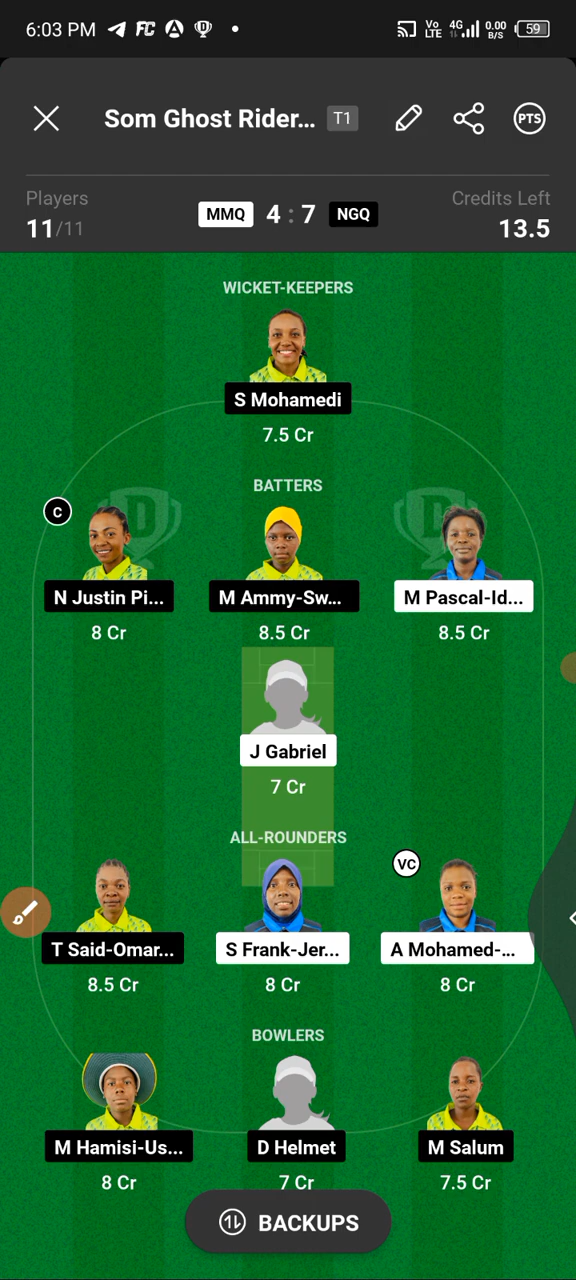 6:03 PM FC Vo LTE 4G 0.00 B/S 59
Som Ghost Rider... T1 PTS
Players Credits Left
11/11 MMQ 4 : 7 NGQ 13.5
WICKET-KEEPERS
S Mohamedi
7.5 Cr
BATTERS
C
N Justin Pi... M Ammy-Sw... M Pascal-Id...
8 Cr 8.5 Cr 8.5 Cr
J Gabriel
7 Cr
ALL-ROUNDERS
VC
T Said-Omar... S Frank-Jer... A Mohamed-...
8.5 Cr 8 Cr 8 Cr
BOWLERS
M Hamisi-Us... D Helmet M Salum
8 Cr 7 Cr 7.5 Cr
BACKUPS